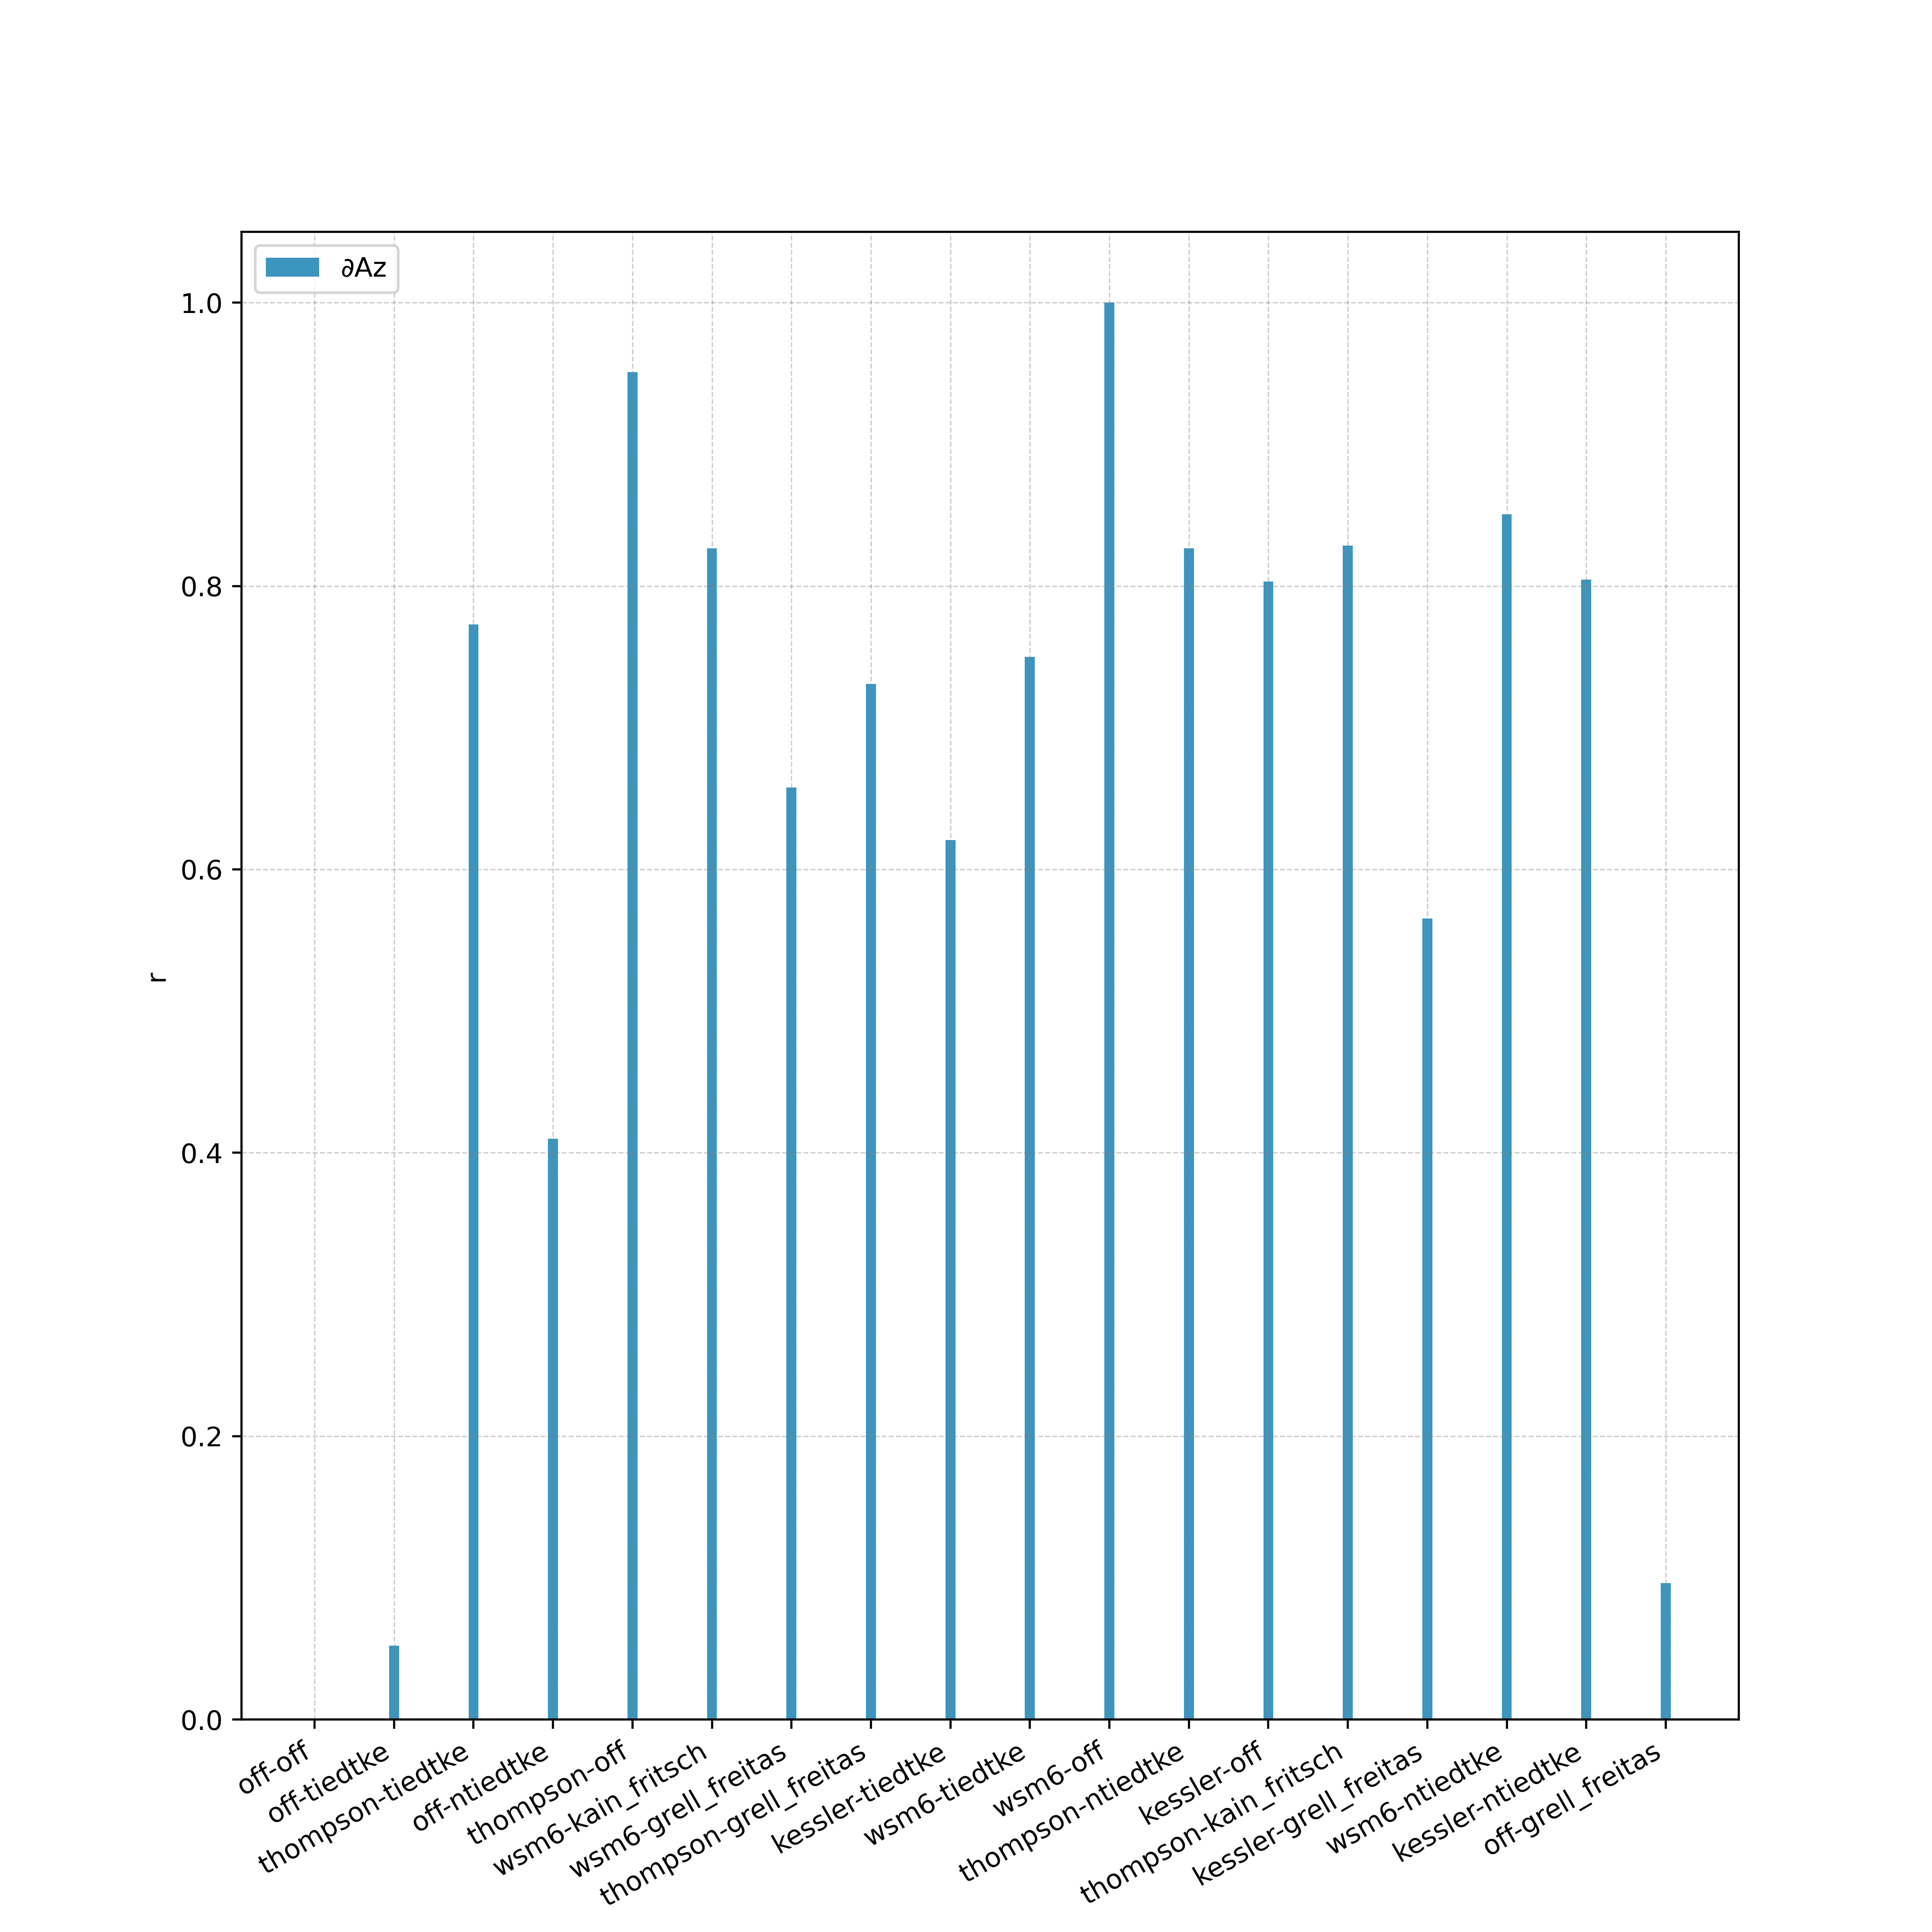 ∂Az
1.0
0.8
0.6
0.4
0.2
0.0
r
off-off
off-tiedtke
thompson-tiedtke
off-ntiedtke
thompson-off
wsm6-kain_fritsch
wsm6-grell_freitas
thompson-grell_freitas
kessler-tiedtke
wsm6-tiedtke
wsm6-off
thompson-ntiedtke
kessler-off
thompson-kain_fritsch
kessler-grell_freitas
wsm6-ntiedtke
kessler-ntiedtke
off-grell_freitas